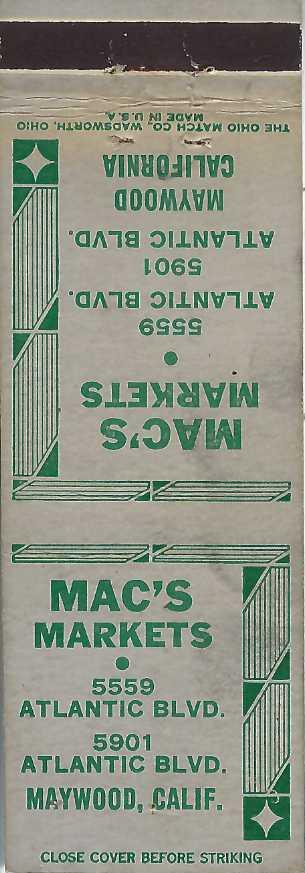 THE OHIO MATCH CO. WADSWORTH, OHIO
MADE IN U.S.A.
MAC'S
MARKETS
●
5559
ATLANTIC BLVD.
5901
ATLANTIC BLVD.
MAYWOOD
CALIFORNIA
MAC'S
MARKETS
●
5559
ATLANTIC BLVD.
5901
ATLANTIC BLVD.
MAYWOOD, CALIF.
CLOSE COVER BEFORE STRIKING